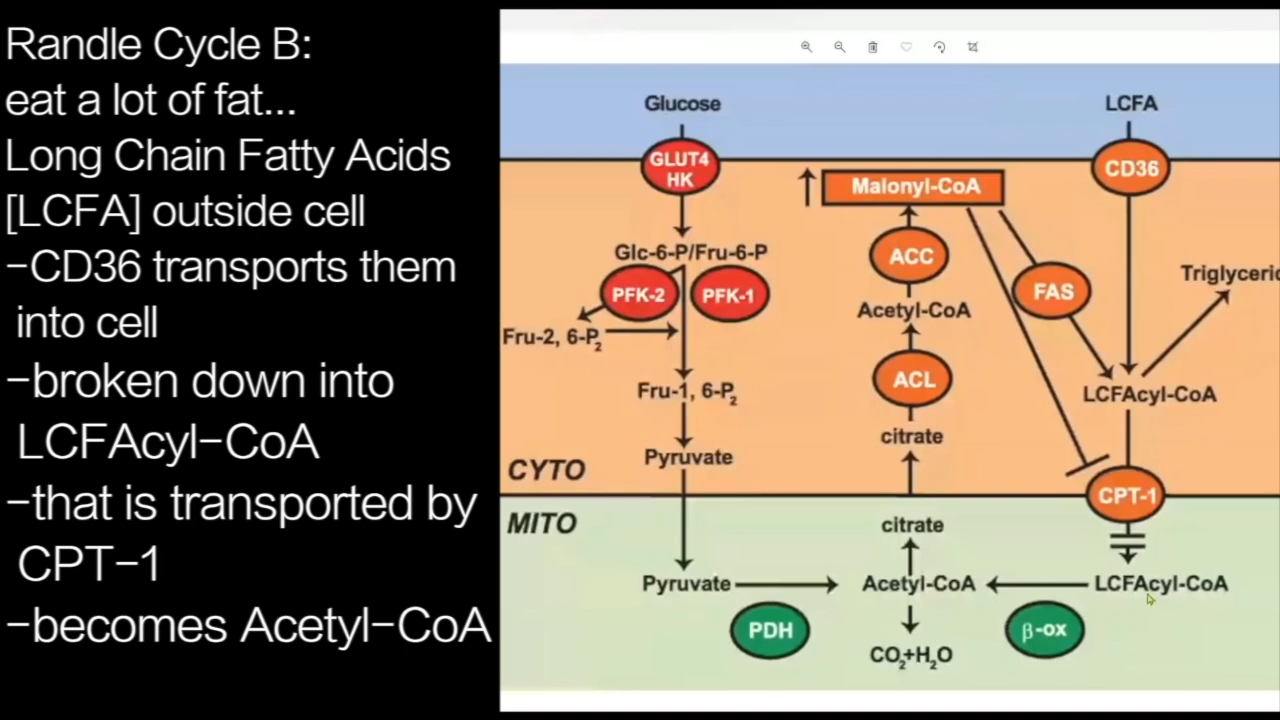 Randle Cycle B:
eat a lot of fat...
Long Chain Fatty Acids
[LCFA] outside cell
-CD36 transports them
into cell
-broken down into
LCFAcyl-CoA
-that is transported by
CPT-1
-becomes Acetyl-CoA
Glucose
LCFA
GLUT4
HK
Malonyl-CoA
CD36
Glc-6-P/Fru-6-P
ACC
PFK-2
PFK-1
FAS
Triglyceric
Fru-2, 6-P₂
Acetyl-CoA
ACL
Fru-1, 6-P₂
LCFAcyl-CoA
citrate
Pyruvate
CYTO
CPT-1
MITO
citrate
Pyruvate
Acetyl-CoA
LCFAcyl-CoA
PDH
β-ox
CO₂+H₂O